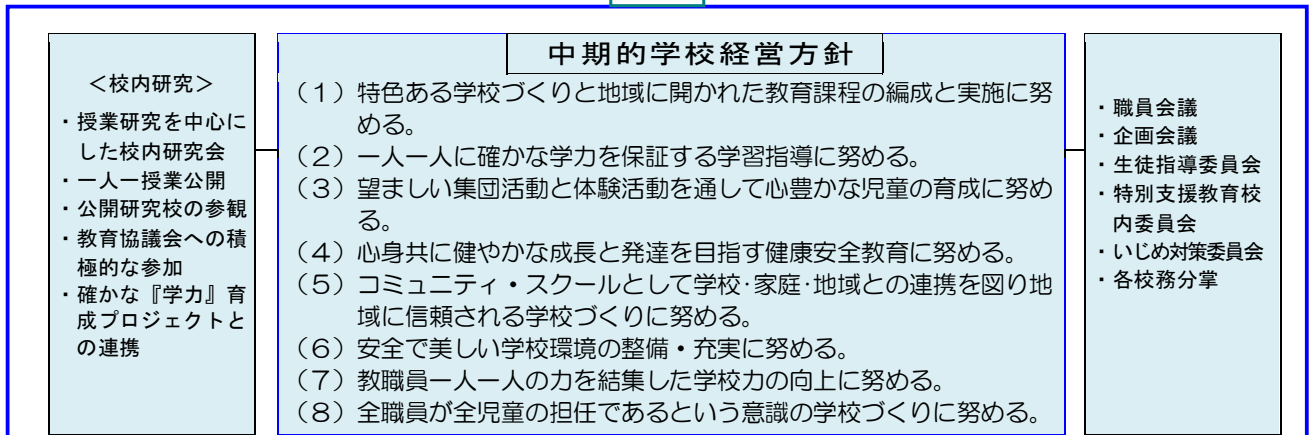 ＜校内研究＞
・授業研究を中心に
した校内研究会
・一人一授業公開
・公開研究校の参観
・教育協議会への積
極的な参加
・確かな『学力』育
成プロジェクトと
の連携
中期的学校経営方針
（１）特色ある学校づくりと地域に開かれた教育課程の編成と実施に努
める。
（２）一人一人に確かな学力を保証する学習指導に努める。
（３）望ましい集団活動と体験活動を通して心豊かな児童の育成に努め
る。
（４）心身共に健やかな成長と発達を目指す健康安全教育に努める。
（５）コミュニティ・スクールとして学校･家庭･地域との連携を図り地
域に信頼される学校づくりに努める。
（６）安全で美しい学校環境の整備・充実に努める。
（７）教職員一人一人の力を結集した学校力の向上に努める。
（８）全職員が全児童の担任であるという意識の学校づくりに努める。
・職員会議
・企画会議
・生徒指導委員会
・特別支援教育校
内委員会
・いじめ対策委員会
・各校務分掌